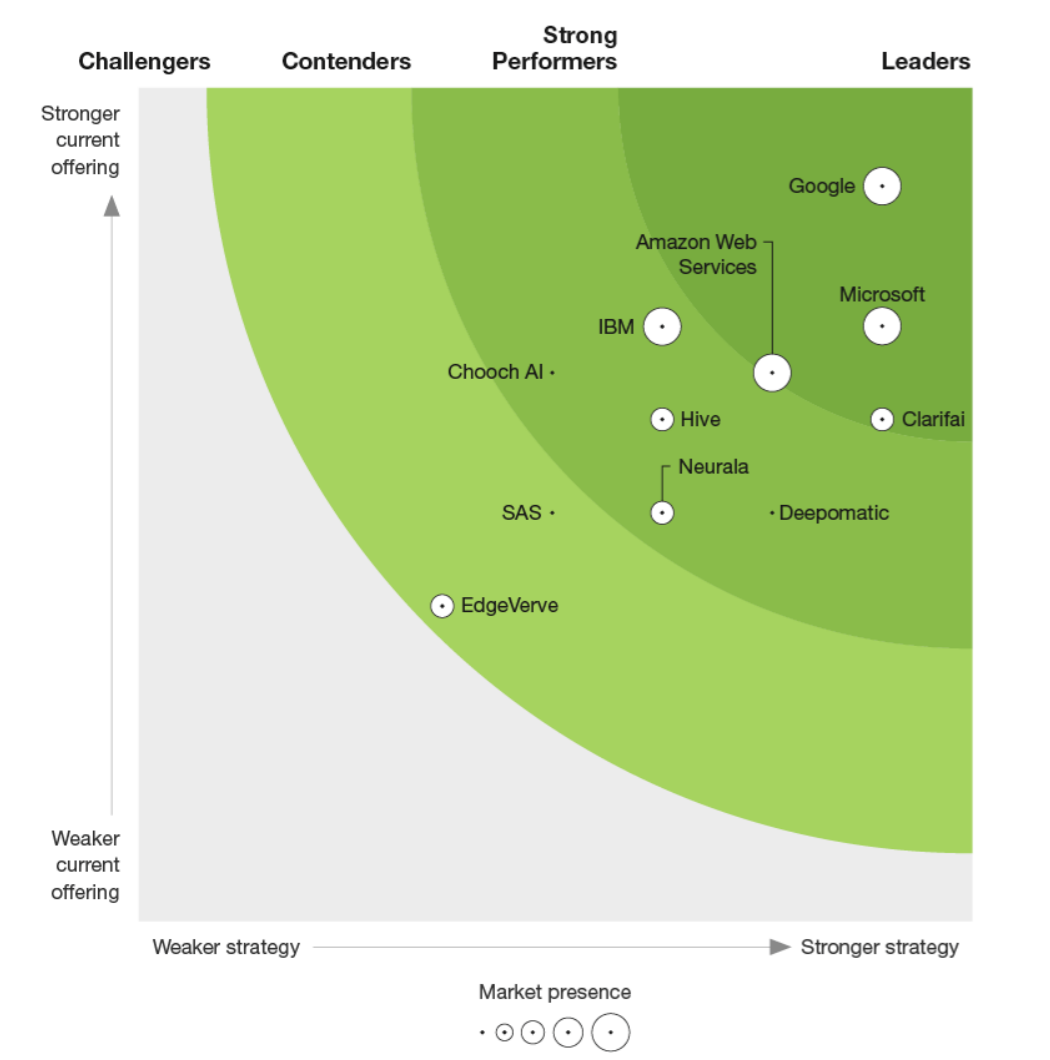 Strong
Challengers Contenders Performers Leaders
Stronger
current
offering
Google
Amazon Web
Services
Microsoft
IBM
Chooch AI
Hive
Clarifai
Neurala
SAS
Deepomatic
EdgeVerve
Weaker
current
offering
Weaker strategy
Stronger strategy
Market presence